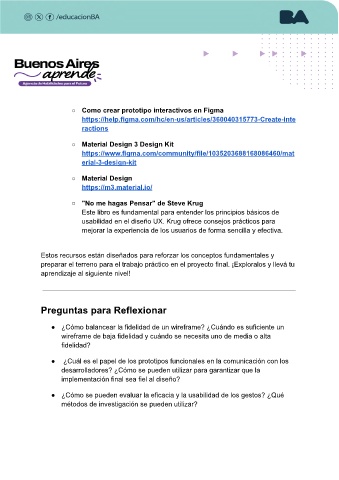 /educacionBA
BA
Buenos Aires
aprende
Agencia de Habilidades para el Futuro
○ Como crear prototipo interactivos en Figma
https://help.figma.com/hc/en-us/articles/360040315773-Create-inte
ractions
○ Material Design 3 Design Kit
https://www.figma.com/community/file/1035203688168086460/mat
erial-3-design-kit
○ Material Design
https://m3.material.io/
○ "No me hagas Pensar" de Steve Krug
Este libro es fundamental para entender los principios básicos de
usabilidad en el diseño UX. Krug ofrece consejos prácticos para
mejorar la experiencia de los usuarios de forma sencilla y efectiva.
Estos recursos están diseñados para reforzar los conceptos fundamentales y
preparar el terreno para el trabajo práctico en el proyecto final. ¡Exploralos y llevá tu
aprendizaje al siguiente nivel!
Preguntas para Reflexionar
● ¿Cómo balancear la fidelidad de un wireframe? ¿Cuándo es suficiente un
wireframe de baja fidelidad y cuándo se necesita uno de media o alta
fidelidad?
● ¿Cuál es el papel de los prototipos funcionales en la comunicación con los
desarrolladores? ¿Cómo se pueden utilizar para garantizar que la
implementación final sea fiel al diseño?
● ¿Cómo se pueden evaluar la eficacia y la usabilidad de los gestos? ¿Qué
métodos de investigación se pueden utilizar?